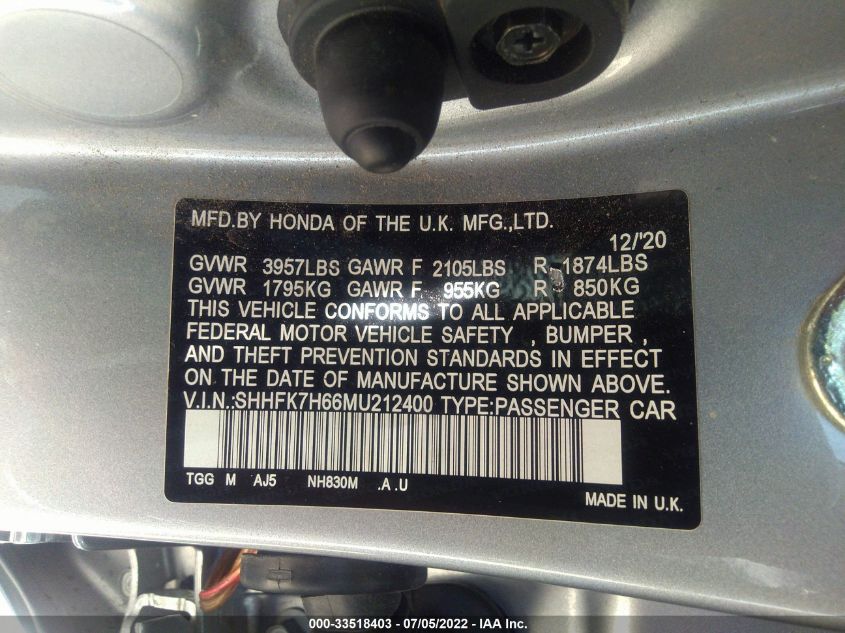 MFD.BY HONDA OF THE U.K. MFG.,LTD.
12/'20
GVWR 3957LBS GAWR F 2105LBS R 1874LBS
GVWR 1795KG GAWR F 955KG R 850KG
THIS VEHICLE CONFORMS TO ALL APPLICABLE
FEDERAL MOTOR VEHICLE SAFETY , BUMPER ,
AND THEFT PREVENTION STANDARDS IN EFFECT
ON THE DATE OF MANUFACTURE SHOWN ABOVE.
V.I.N.:SHHFK7H66MU212400 TYPE:PASSENGER CAR
TGG M AJ5 NH830M .A .U
MADE IN U.K.
000-33518403 - 07/05/2022 - IAA Inc.